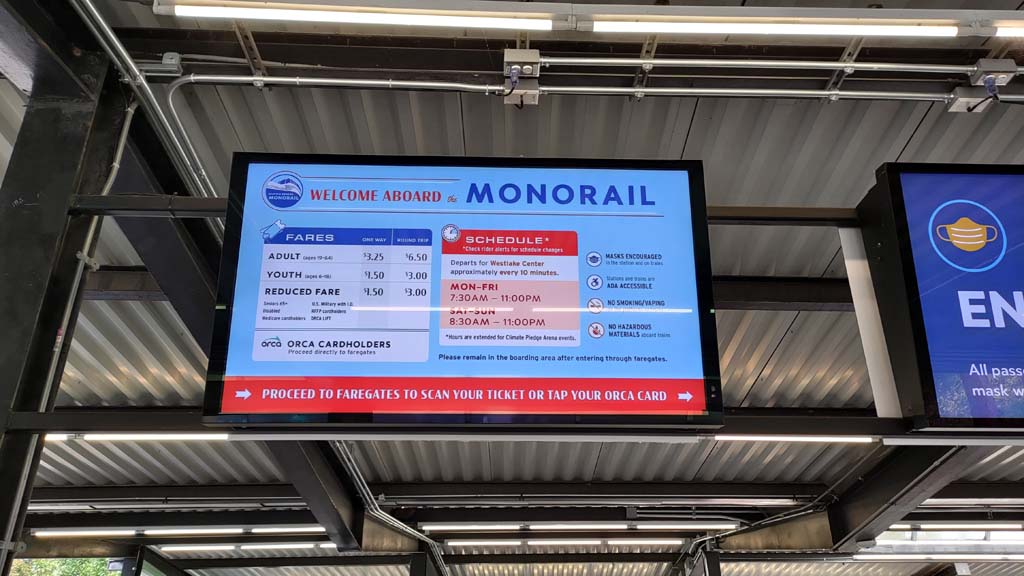 SEATTLE CENTER MONORAIL
WELCOME ABOARD the MONORAIL
FARES ONE WAY ROUND TRIP
ADULT (ages 19-64) $3.25 $6.50
YOUTH (ages 6-18) $1.50 $3.00
REDUCED FARE $1.50 $3.00
Seniors 65+ U.S. Military with I.D.
Disabled RFTP cardholders
Medicare cardholders ORCA LIFT
orca ORCA CARDHOLDERS
Proceed directly to faregates
SCHEDULE*
*Check rider alerts for schedule changes
Departs for Westlake Center
approximately every 10 minutes.
MON–FRI
7:30AM – 11:00PM
SAT–SUN
8:30AM – 11:00PM
*Hours are extended for Climate Pledge Arena events.
MASKS ENCOURAGED
in the station and on trains
Stations and trains are
ADA ACCESSIBLE
NO SMOKING/VAPING
NO HAZARDOUS
MATERIALS aboard trains
Please remain in the boarding area after entering through faregates.
PROCEED TO FAREGATES TO SCAN YOUR TICKET OR TAP YOUR ORCA CARD
EN
All pass
mask w